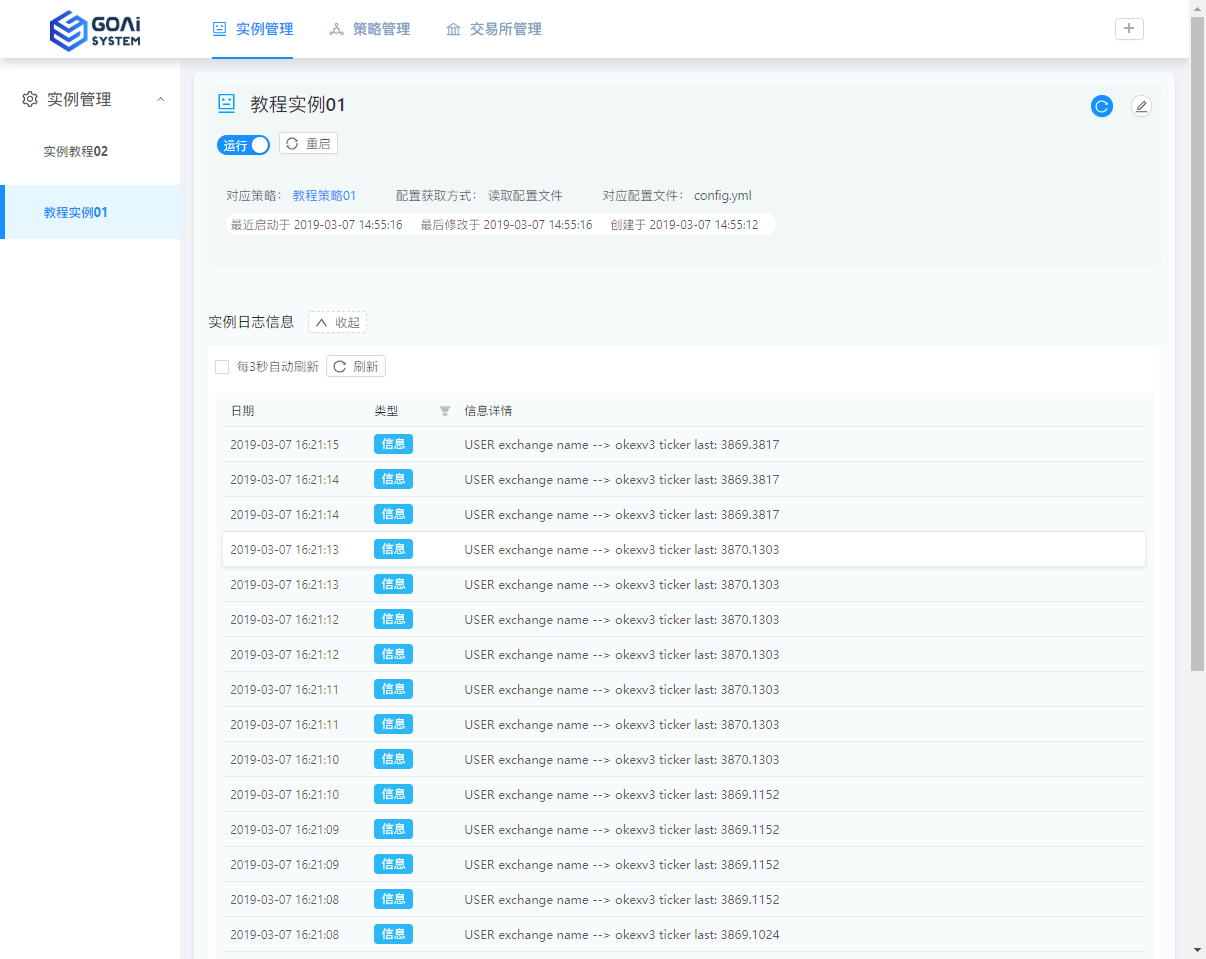 GOAi SYSTEM
实例管理 策略管理 交易所管理
实例管理
实例教程02
教程实例01
教程实例01
运行 重启
对应策略： 教程策略01 配置获取方式： 读取配置文件 对应配置文件： config.yml
最近启动于 2019-03-07 14:55:16 最后修改于 2019-03-07 14:55:16 创建于 2019-03-07 14:55:12
实例日志信息 收起
每3秒自动刷新 刷新
日期 类型 信息详情
2019-03-07 16:21:15 信息 USER exchange name --> okexv3 ticker last: 3869.3817
2019-03-07 16:21:14 信息 USER exchange name --> okexv3 ticker last: 3869.3817
2019-03-07 16:21:14 信息 USER exchange name --> okexv3 ticker last: 3869.3817
2019-03-07 16:21:13 信息 USER exchange name --> okexv3 ticker last: 3870.1303
2019-03-07 16:21:13 信息 USER exchange name --> okexv3 ticker last: 3870.1303
2019-03-07 16:21:12 信息 USER exchange name --> okexv3 ticker last: 3870.1303
2019-03-07 16:21:12 信息 USER exchange name --> okexv3 ticker last: 3870.1303
2019-03-07 16:21:11 信息 USER exchange name --> okexv3 ticker last: 3870.1303
2019-03-07 16:21:11 信息 USER exchange name --> okexv3 ticker last: 3870.1303
2019-03-07 16:21:10 信息 USER exchange name --> okexv3 ticker last: 3870.1303
2019-03-07 16:21:10 信息 USER exchange name --> okexv3 ticker last: 3869.1152
2019-03-07 16:21:09 信息 USER exchange name --> okexv3 ticker last: 3869.1152
2019-03-07 16:21:09 信息 USER exchange name --> okexv3 ticker last: 3869.1152
2019-03-07 16:21:08 信息 USER exchange name --> okexv3 ticker last: 3869.1152
2019-03-07 16:21:08 信息 USER exchange name --> okexv3 ticker last: 3869.1024